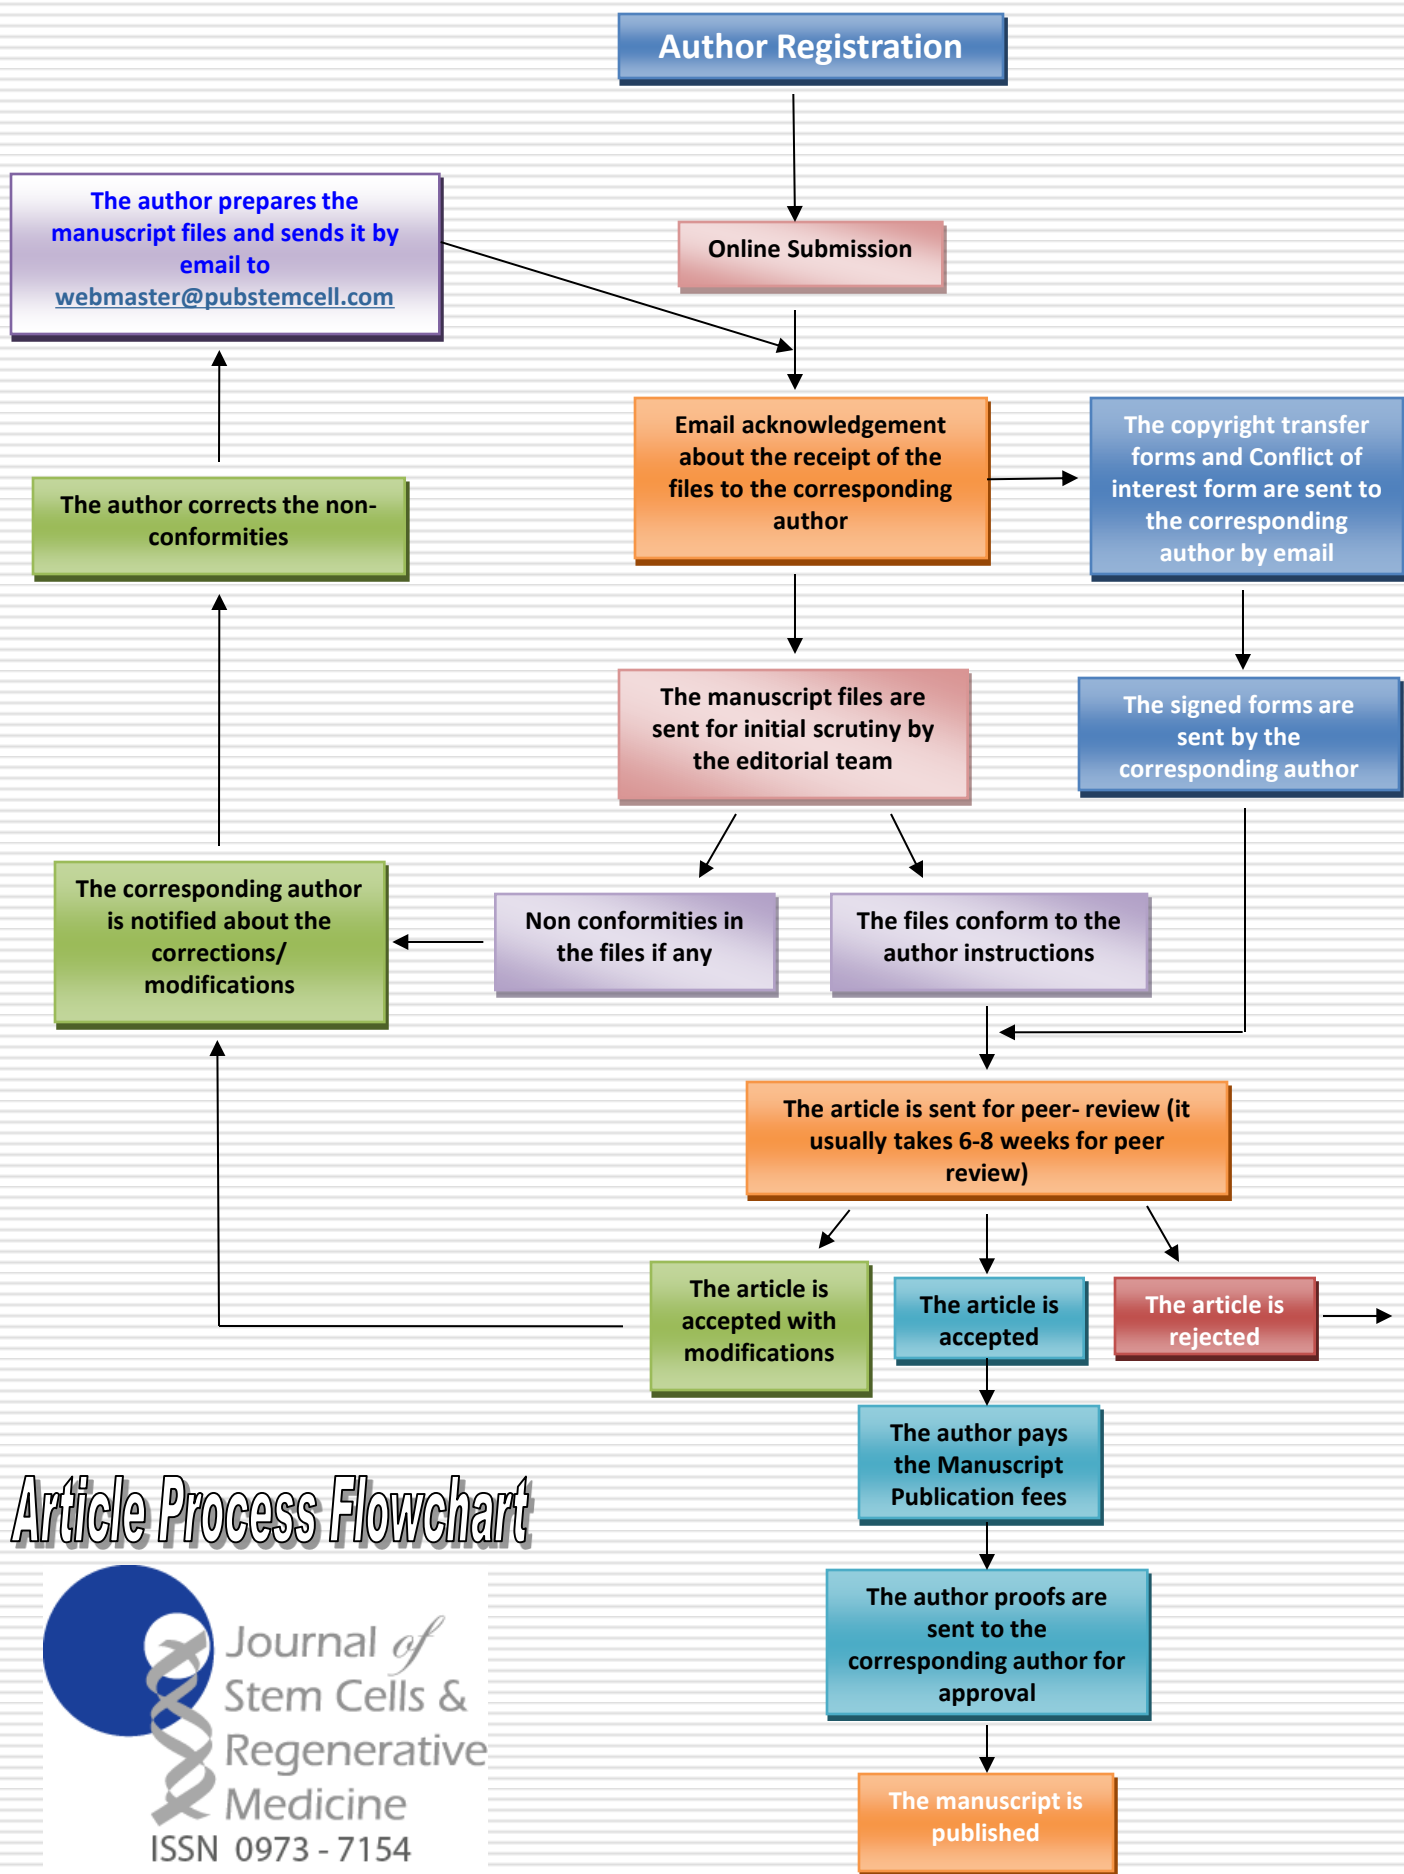 Author Registration
The author prepares the
manuscript files and sends it by
email to
webmaster@pubstemcell.com
Online Submission
Email acknowledgement
about the receipt of the
files to the corresponding
author
The copyright transfer
forms and Conflict of
interest form are sent to
the corresponding
author by email
The author corrects the non-
conformities
The manuscript files are
sent for initial scrutiny by
the editorial team
The signed forms are
sent by the
corresponding author
The corresponding author
is notified about the
corrections/
modifications
Non conformities in
the files if any
The files conform to the
author instructions
The article is sent for peer- review (it
usually takes 6-8 weeks for peer
review)
The article is
accepted with
modifications
The article is
accepted
The article is
rejected
The author pays
the Manuscript
Publication fees
Article Process Flowchart
The author proofs are
sent to the
corresponding author for
approval
Journal of
Stem Cells &
Regenerative
Medicine
ISSN 0973 - 7154
The manuscript is
published